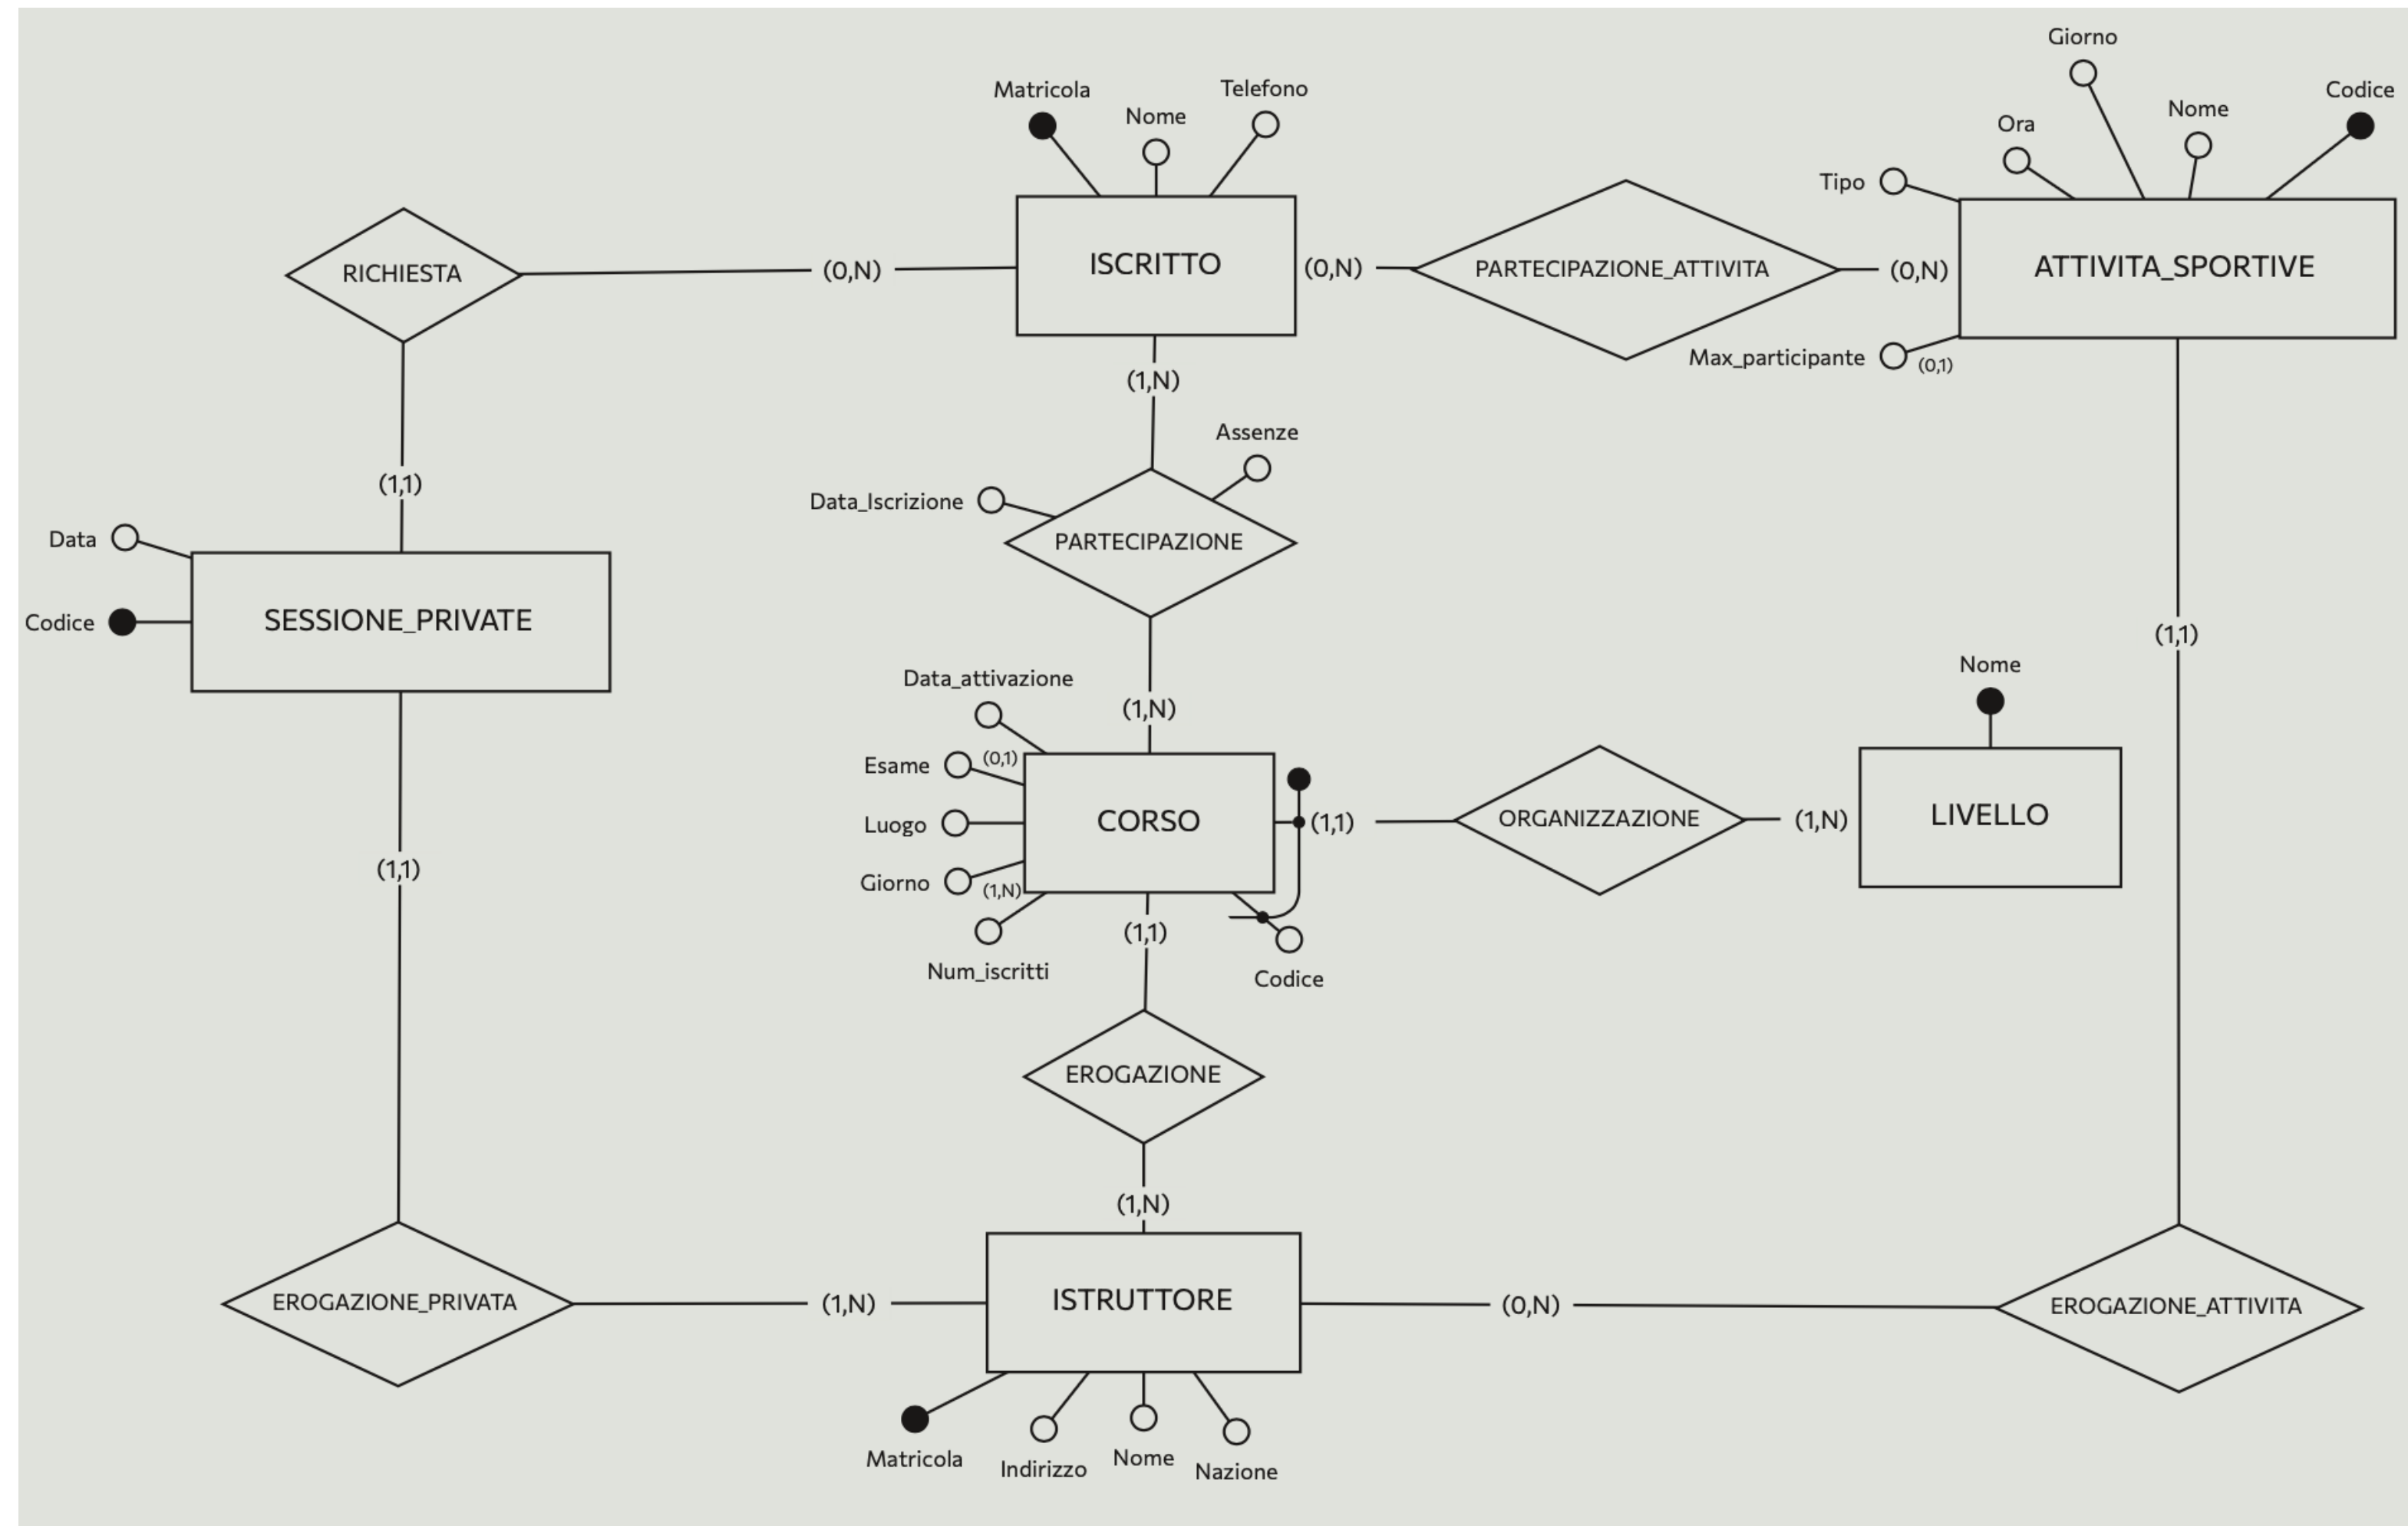 Giorno
Matricola
Telefono
Codice
Nome
Nome
Ora
Tipo
RICHIESTA
(0,N)
ISCRITTO
(0,N)
PARTECIPAZIONE_ATTIVITA
(0,N)
ATTIVITA_SPORTIVE
Max_participante
(0,1)
(1,N)
Assenze
(1,1)
Data_Iscrizione
Data
PARTECIPAZIONE
Codice
SESSIONE_PRIVATE
(1,1)
Nome
Data_attivazione
(1,N)
Esame
(0,1)
Luogo
CORSO
(1,1)
ORGANIZZAZIONE
(1,N)
LIVELLO
(1,1)
Giorno
(1,N)
(1,1)
Num_iscritti
Codice
EROGAZIONE
(1,N)
EROGAZIONE_PRIVATA
(1,N)
ISTRUTTORE
(0,N)
EROGAZIONE_ATTIVITA
Matricola
Indirizzo
Nome
Nazione